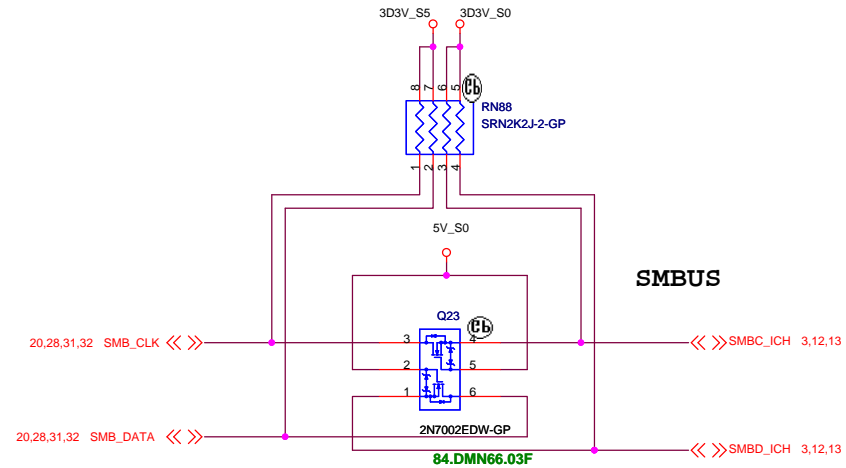 3D3V_S5 3D3V_S0
8 7 6 5
RN88
SRN2K2J-2-GP
1 2 3 4
5V_S0
SMBUS
Q23
20,28,31,32 SMB_CLK 3 4 SMBC_ICH 3,12,13
2 5
1 6
2N7002EDW-GP
20,28,31,32 SMB_DATA SMBD_ICH 3,12,13
84.DMN66.03F